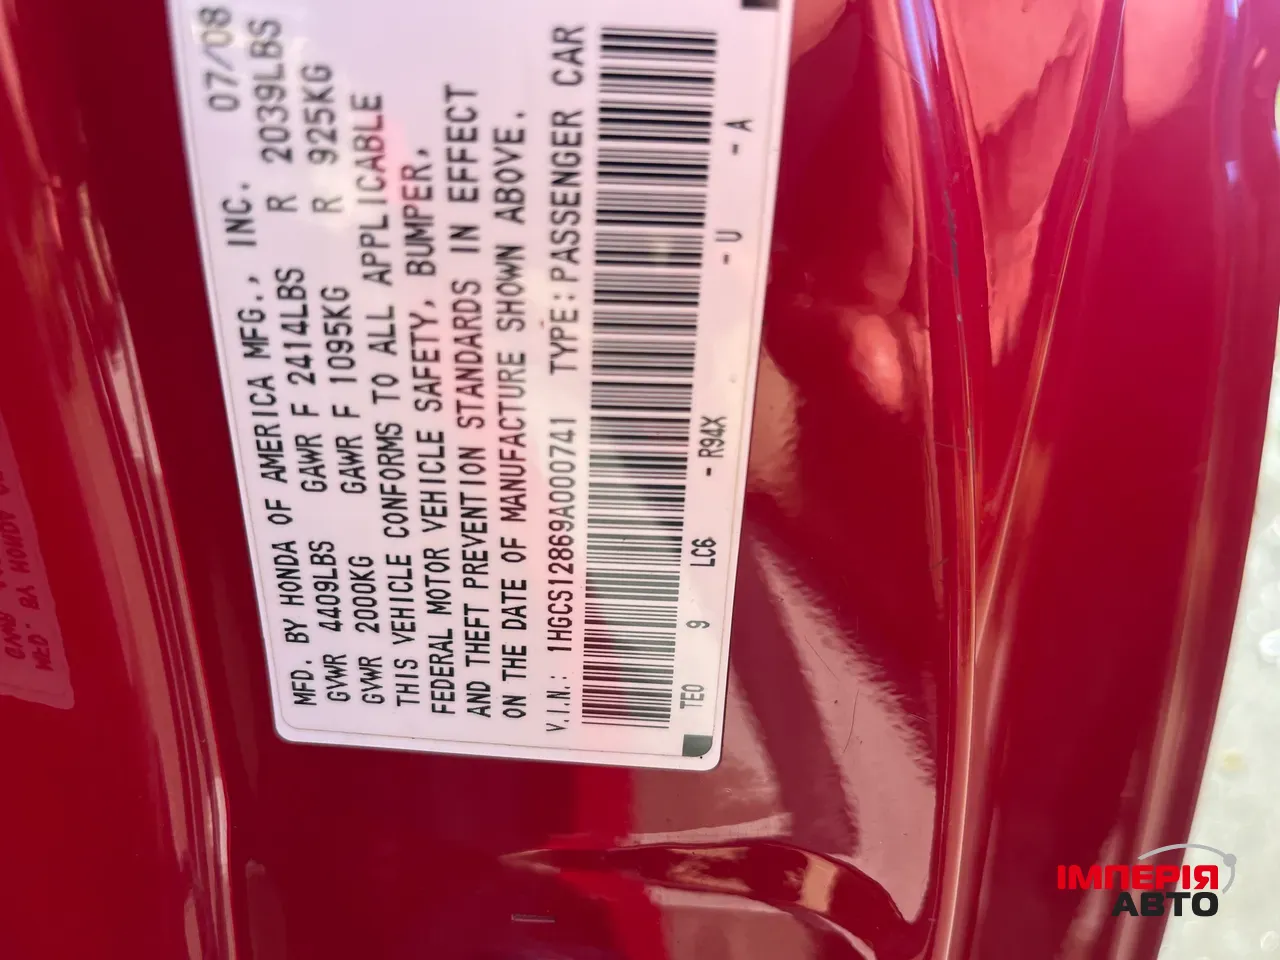 MFD. BY HONDA OF AMERICA MFG., INC. 07/08
GVWR 4409LBS GAWR F 2414LBS R 2039LBS
GVWR 2000KG GAWR F 1095KG R 925KG
THIS VEHICLE CONFORMS TO ALL APPLICABLE
FEDERAL MOTOR VEHICLE SAFETY, BUMPER,
AND THEFT PREVENTION STANDARDS IN EFFECT
ON THE DATE OF MANUFACTURE SHOWN ABOVE.
V.I.N.: 1HGCS12869A000741 TYPE: PASSENGER CAR
TE0 9 LC6 - R94X - U - A
ІМПЕРІЯ
АВТО